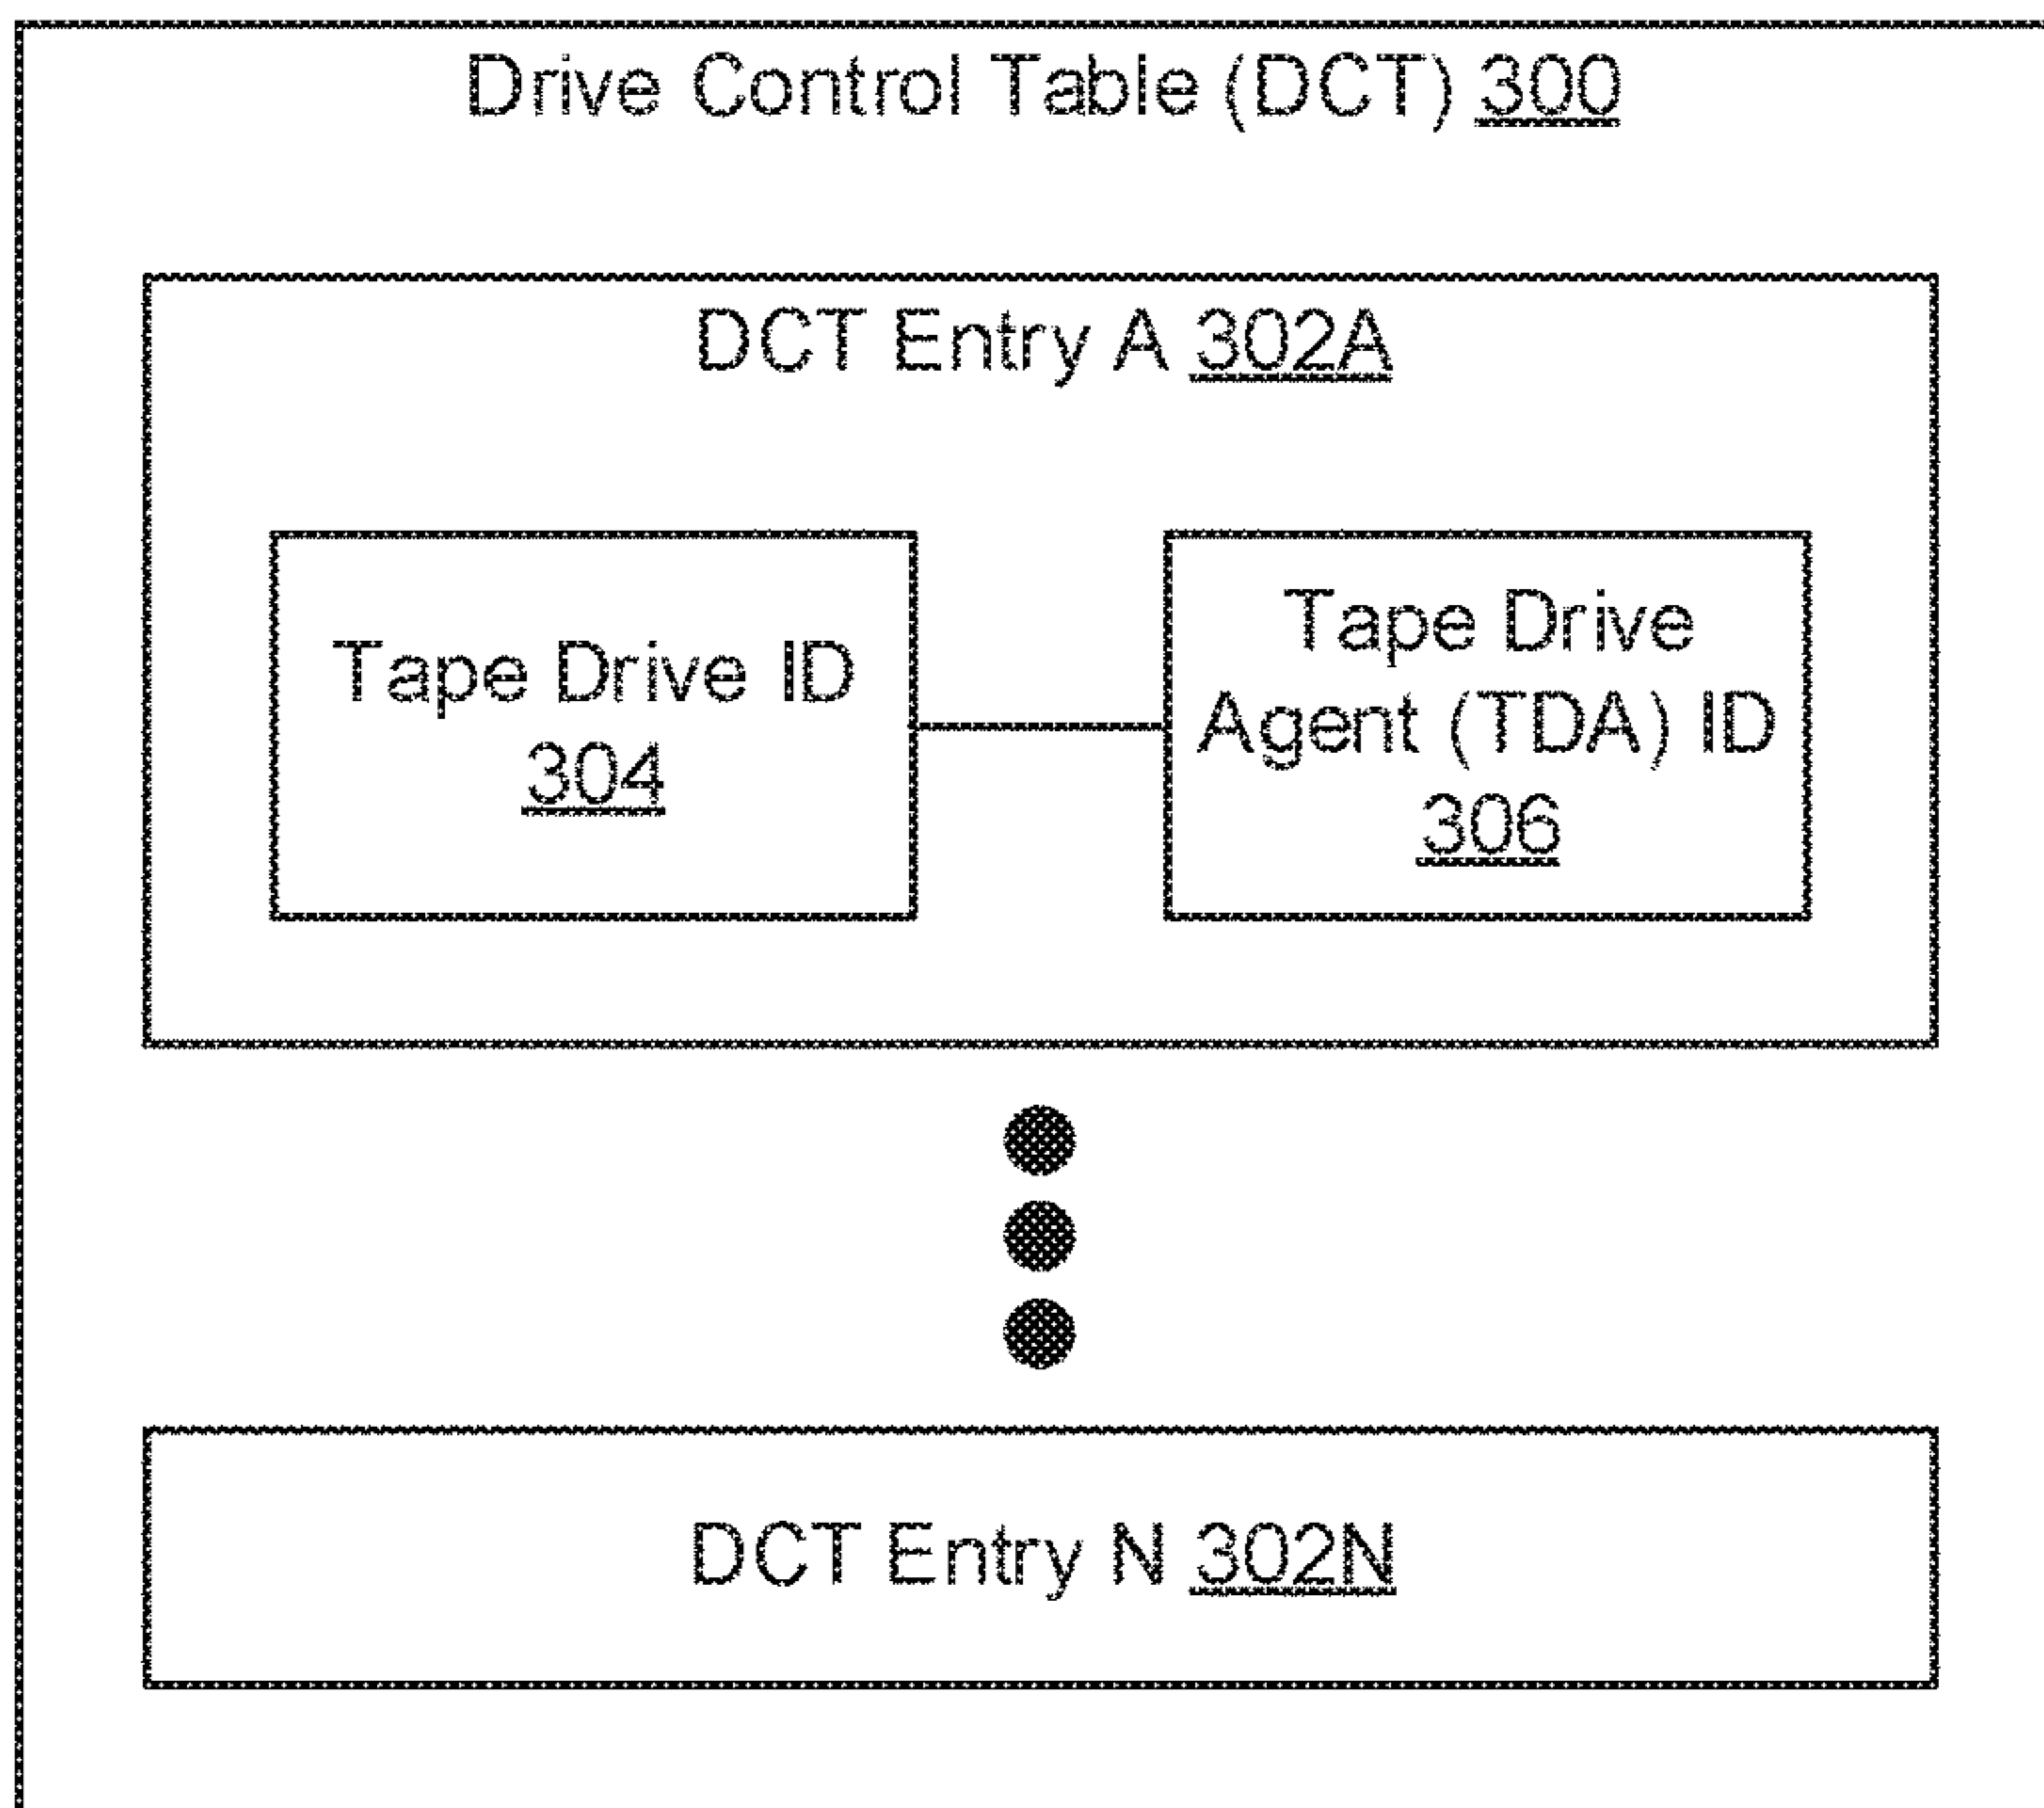 Drive Control Table (DCT) 300
DCT Entry A 302A
Tape Drive ID
304
Tape Drive
Agent (TDA) ID
306
DCT Entry N 302N